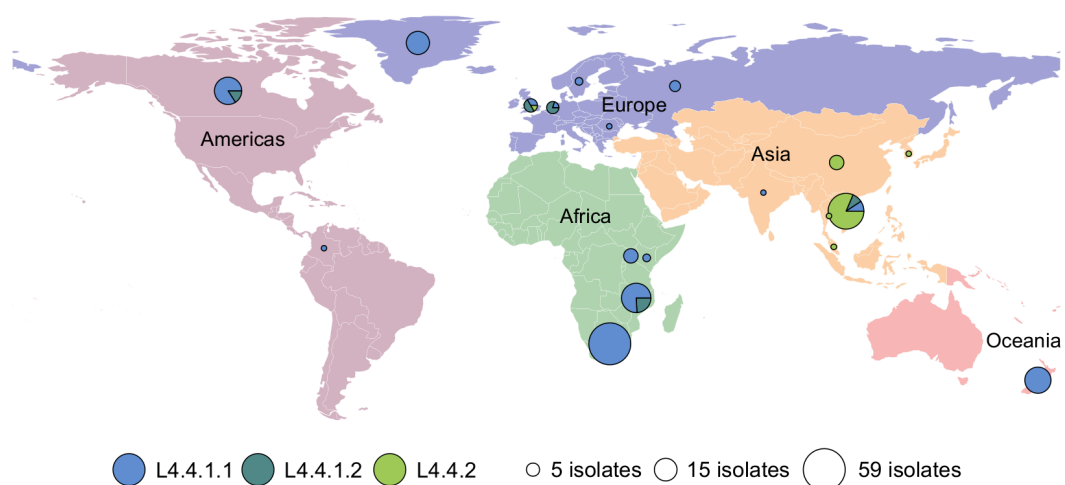 Europe
Americas
Asia
Africa
Oceania
L4.4.1.1 L4.4.1.2 L4.4.2 5 isolates 15 isolates 59 isolates